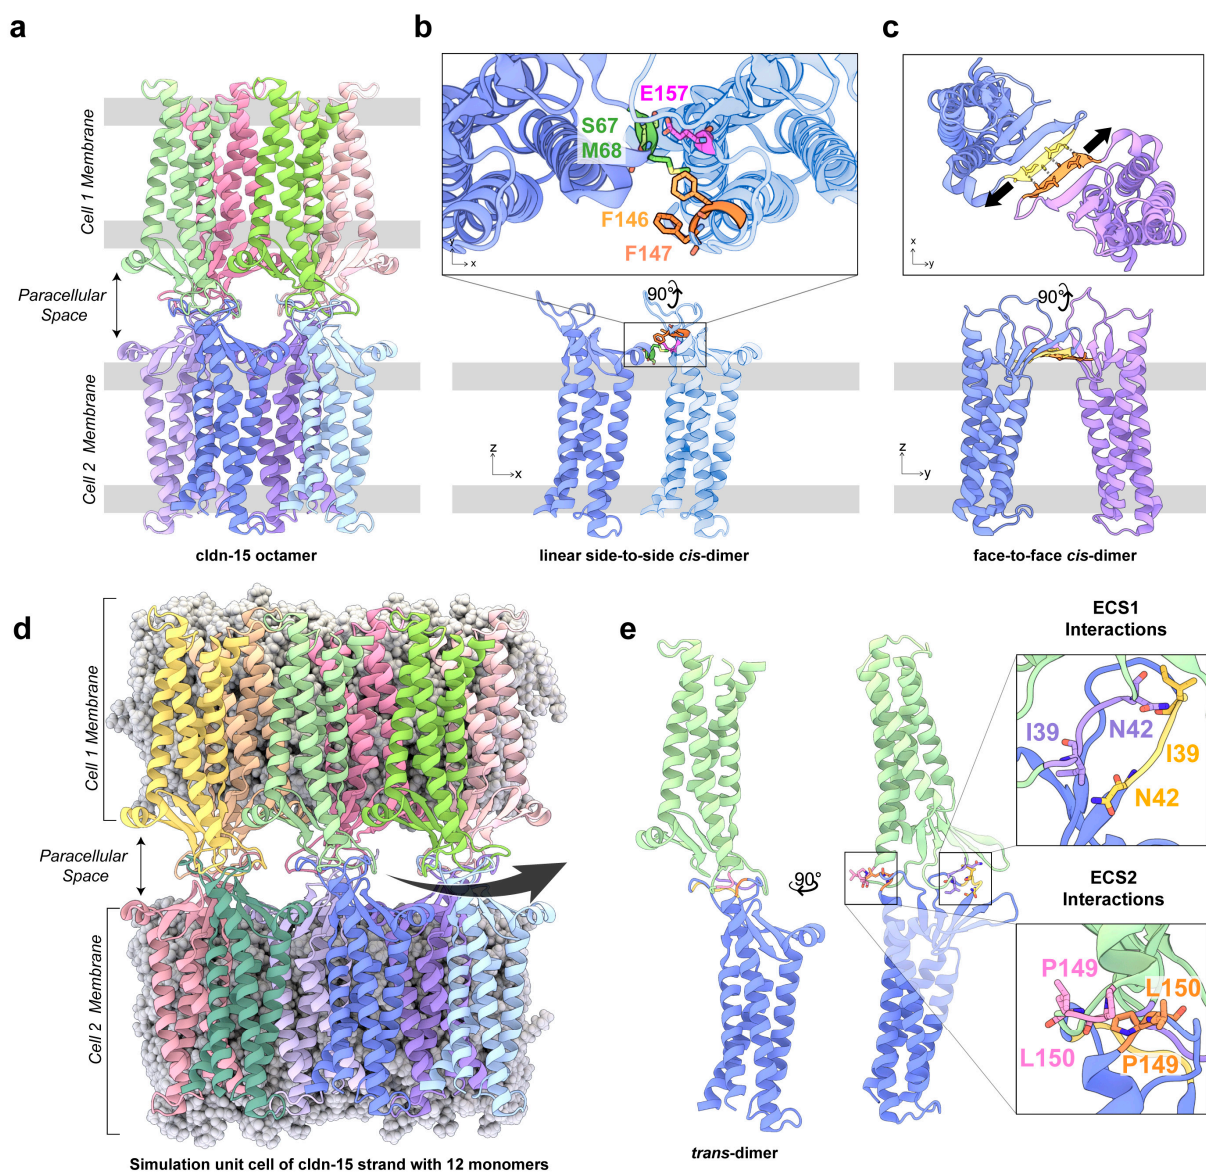 a
Cell 1 Membrane
Paracellular
Space
Cell 2 Membrane
cldn-15 octamer
b
E157
S67
M68
F146
F147
y
x
90°
z
x
linear side-to-side cis-dimer
c
x
y
90°
z
y
face-to-face cis-dimer
d
Cell 1 Membrane
Paracellular
Space
Cell 2 Membrane
Simulation unit cell of cldn-15 strand with 12 monomers
e
90°
trans-dimer
ECS1
Interactions
I39
N42
I39
N42
ECS2
Interactions
P149
L150
L150
P149